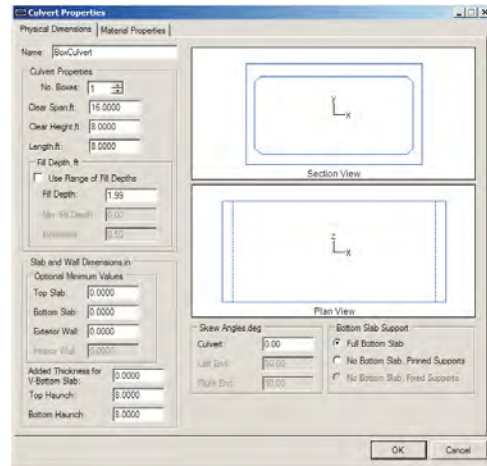 Culvert Properties
Physical Dimensions
Material Properties
Name: BoxCulvert
Culvert Properties
No. Boxes: 1
Clear Span.ft: 16.0000
Clear Height.ft: 8.0000
Length.ft: 8.0000
Fill Depth, ft
Use Range of Fill Depths
Fill Depth: 1.99
Min Fill Depth: 0.00
Increment: 0.50
Slab and Wall Dimensions.in
Optional Minimum Values
Top Slab: 0.0000
Bottom Slab: 0.0000
Exterior Wall: 0.0000
Interior Wall: 0.0000
Added Thickness for
V-Bottom Slab: 0.0000
Top Haunch: 8.0000
Bottom Haunch: 8.0000
Y
X
Section View
Z
X
Plan View
Skew Angles.deg
Culvert: 0.00
Left End:
Right End:
Bottom Slab Support
Full Bottom Slab
No Bottom Slab, Pinned Supports
No Bottom Slab, Fixed Supports
OK
Cancel